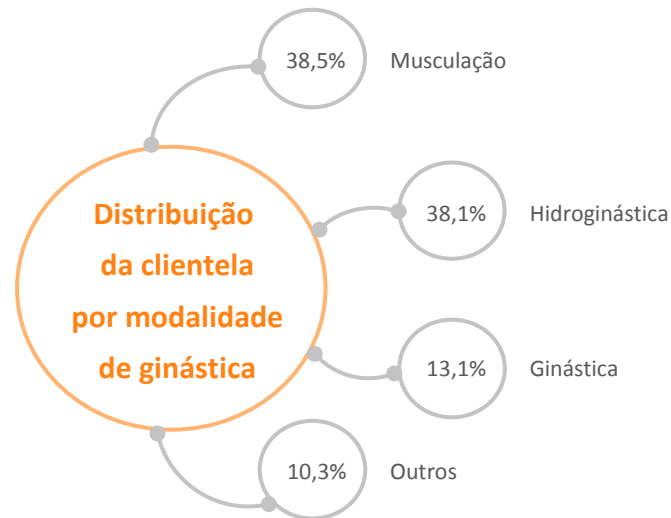 38,5% Musculação
Distribuição
da clientela
por modalidade
de ginástica
38,1% Hidroginástica
13,1% Ginástica
10,3% Outros